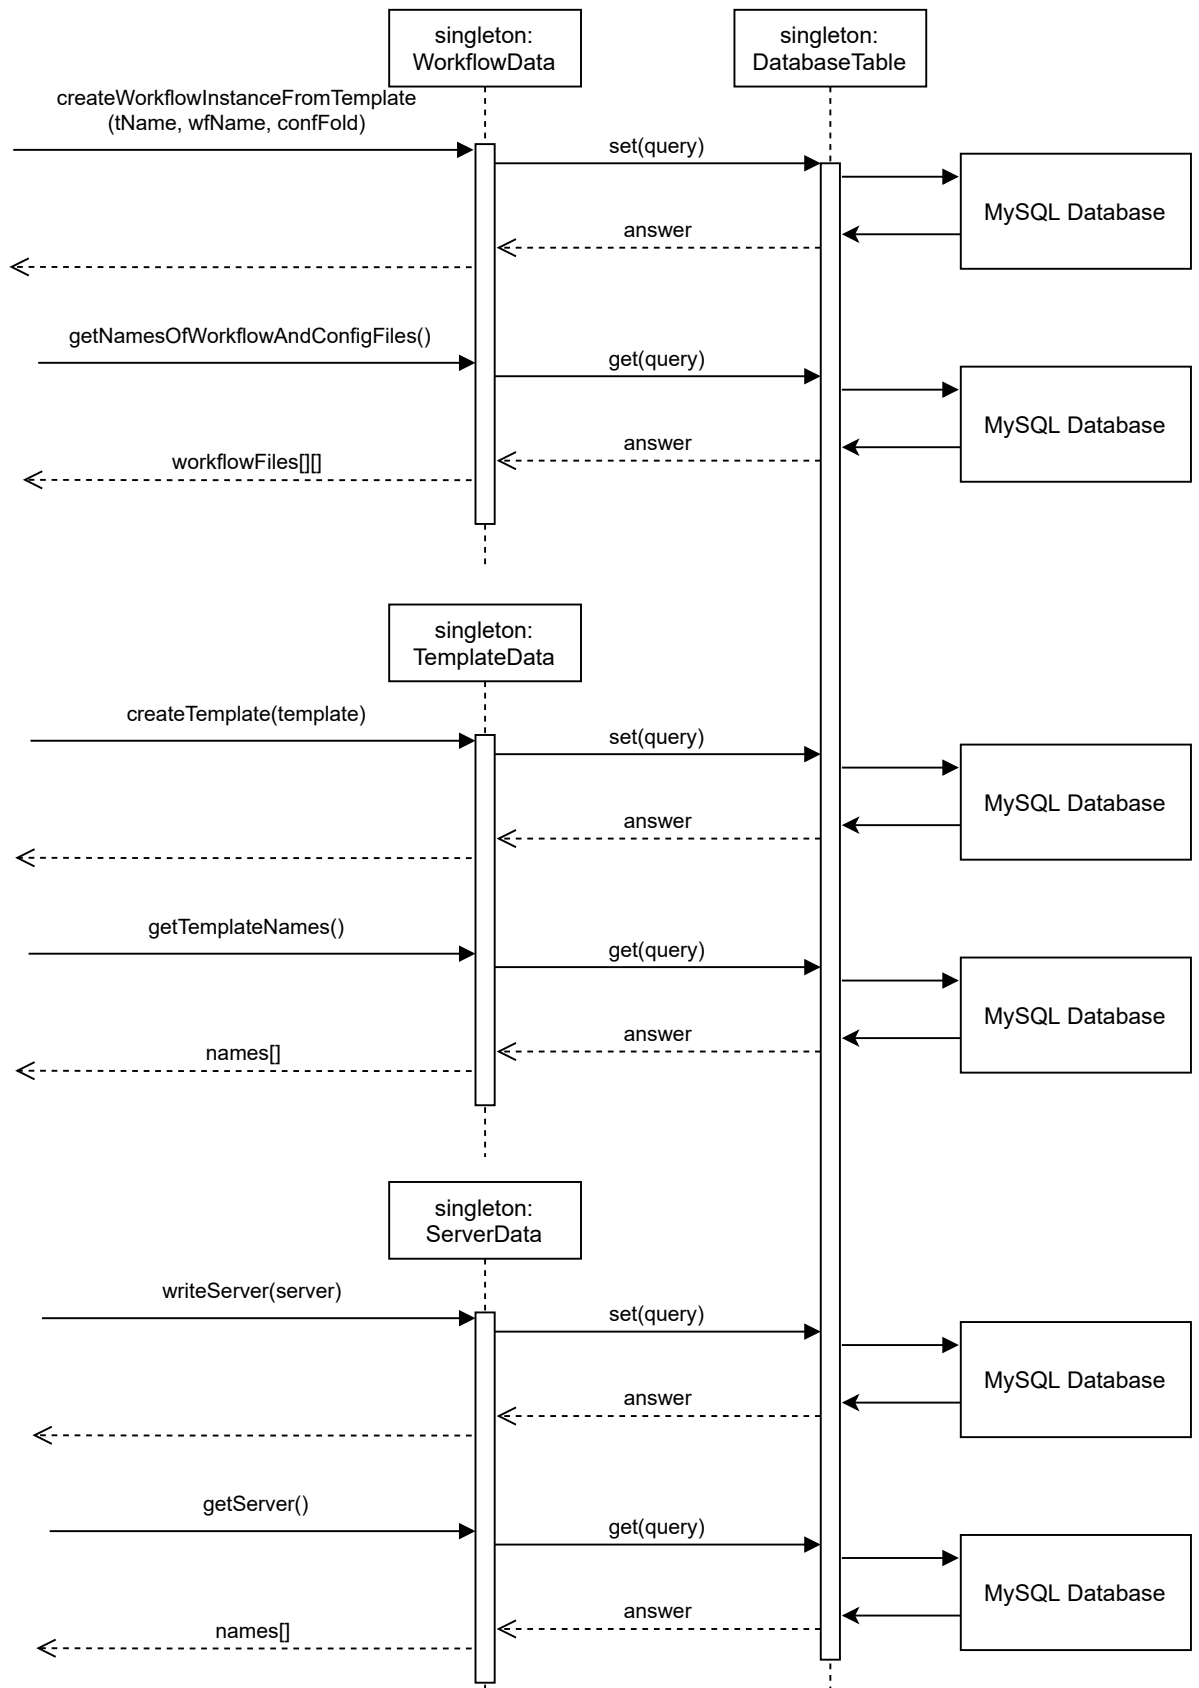 singleton:
WorkflowData
singleton:
DatabaseTable
createWorkflowInstanceFromTemplate
(tName, wfName, confFold)
set(query)
MySQL Database
answer
getNamesOfWorkflowAndConfigFiles()
get(query)
MySQL Database
answer
workflowFiles[][]
singleton:
TemplateData
createTemplate(template)
set(query)
MySQL Database
answer
getTemplateNames()
get(query)
MySQL Database
answer
names[]
singleton:
ServerData
writeServer(server)
set(query)
MySQL Database
answer
getServer()
get(query)
MySQL Database
answer
names[]